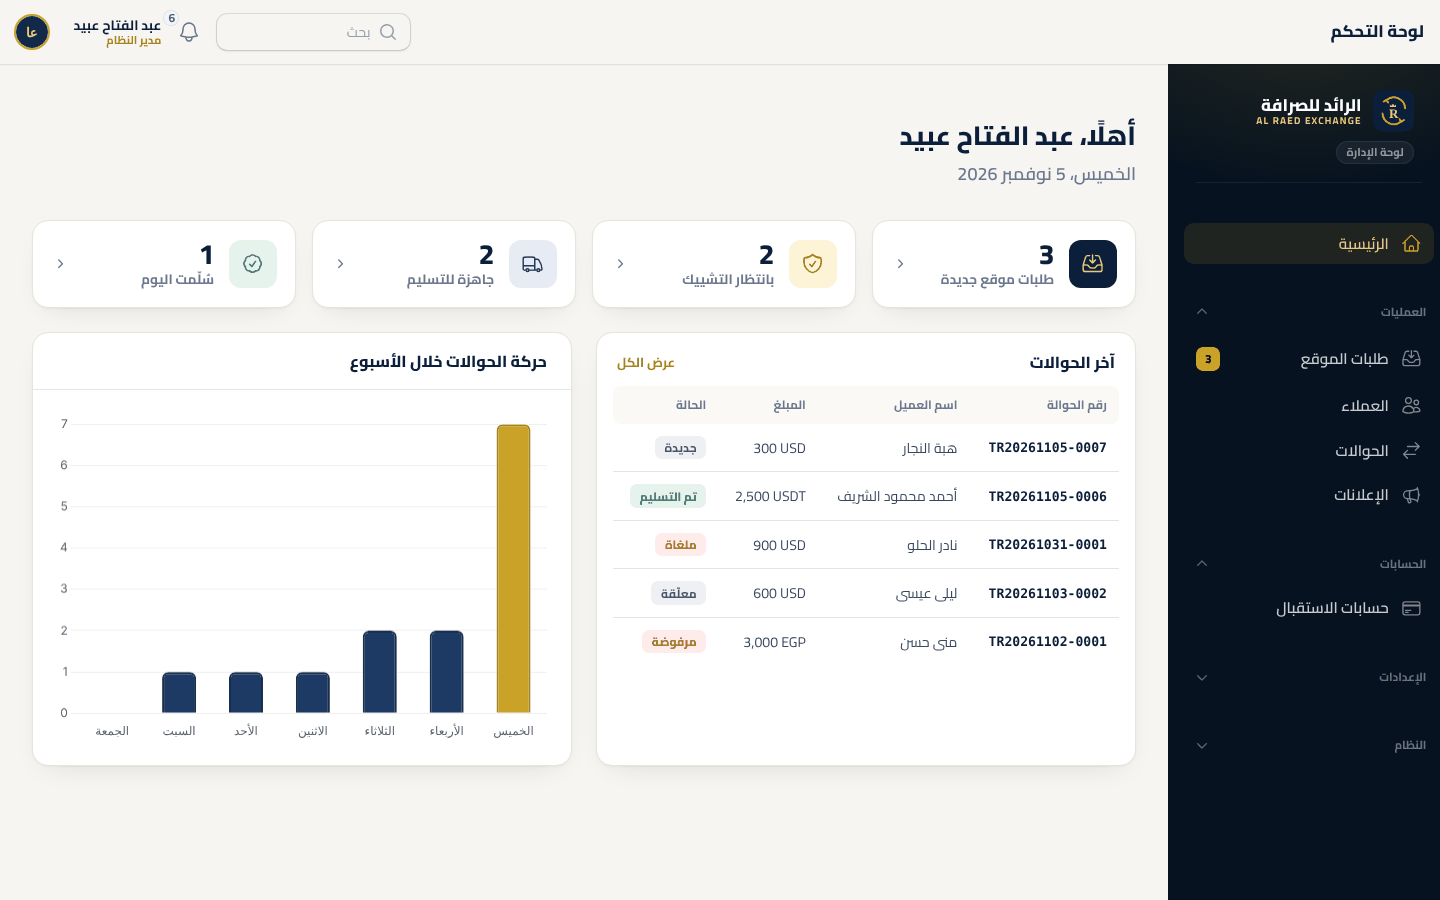 لوحة التحكم
بحث
6
عبد الفتاح عبيد
مدير النظام
عا
الرائد للصرافة
AL RAED EXCHANGE
R
لوحة الإدارة
الرئيسية
العمليات
طلبات الموقع
3
العملاء
الحوالات
الإعلانات
الحسابات
حسابات الاستقبال
الإعدادات
النظام
أهلًا، عبد الفتاح عبيد
الخميس، 5 نوفمبر 2026
3
طلبات موقع جديدة
2
بانتظار التشييك
2
جاهزة للتسليم
1
سُلّمت اليوم
آخر الحوالات
عرض الكل
رقم الحوالة اسم العميل المبلغ الحالة
TR20261105-0007 هبة النجار 300 USD جديدة
TR20261105-0006 أحمد محمود الشريف 2,500 USDT تم التسليم
TR20261031-0001 نادر الحلو 900 USD ملغاة
TR20261103-0002 ليلى عيسى 600 USD معلّقة
TR20261102-0001 منى حسن 3,000 EGP مرفوضة
حركة الحوالات خلال الأسبوع
7
6
5
4
3
2
1
0
الخميس الأربعاء الثلاثاء الاثنين الأحد السبت الجمعة